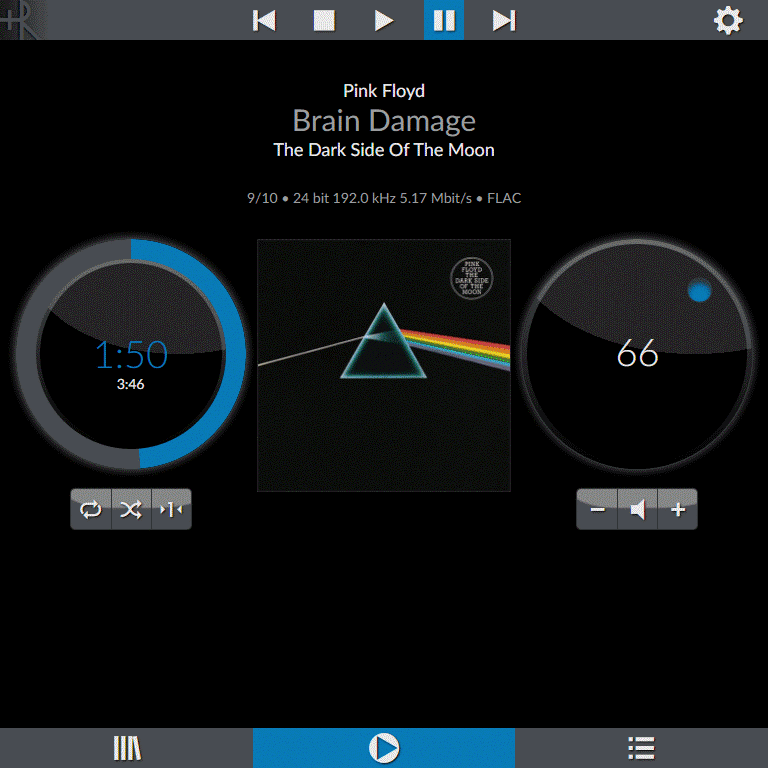 Pink Floyd
Brain Damage
The Dark Side Of The Moon
9/10 • 24 bit 192.0 kHz 5.17 Mbit/s • FLAC
PINK
FLOYD
THE
DARK SIDE
OF THE
MOON
1:50
3:46
66
1